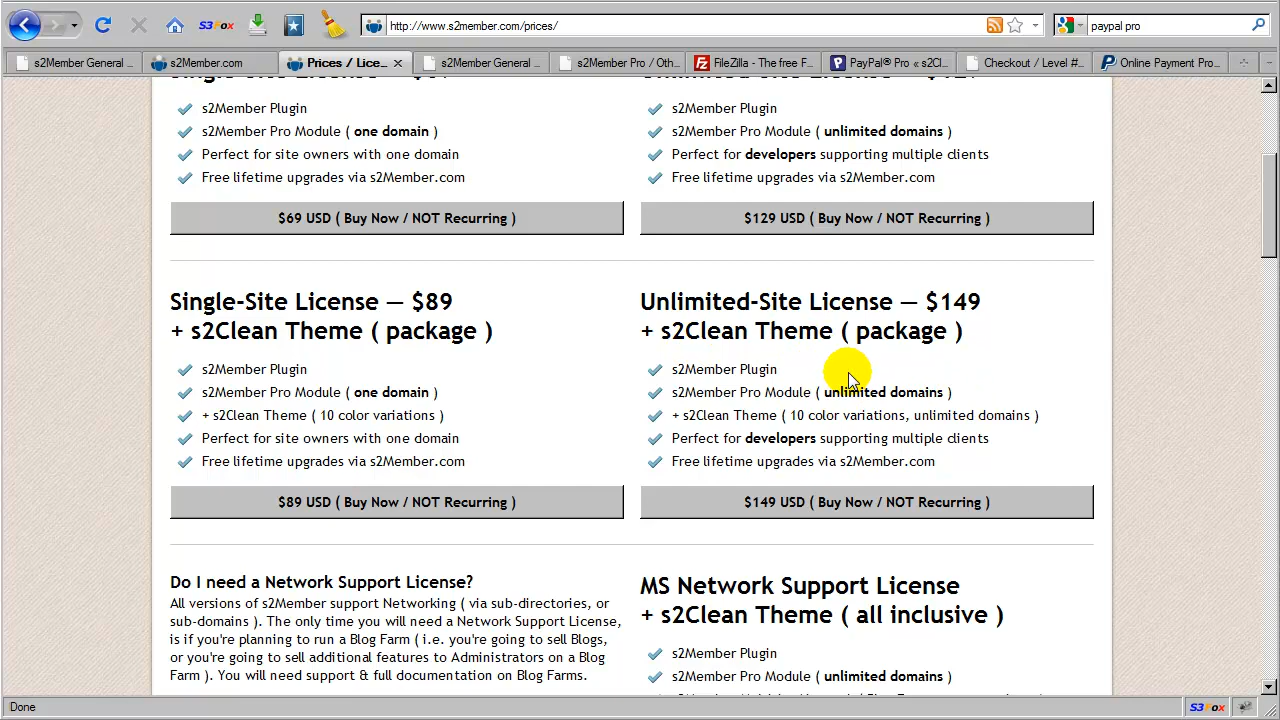 S3Fox
http://www.s2member.com/prices/
paypal pro
s2Member General ...
s2Member.com
Prices / Lice...
s2Member General ...
s2Member Pro / Oth...
FileZilla - The free F...
PayPal® Pro « s2Cl...
Checkout / Level #...
Online Payment Pro...
s2Member Plugin
s2Member Pro Module ( one domain )
Perfect for site owners with one domain
Free lifetime upgrades via s2Member.com
$69 USD ( Buy Now / NOT Recurring )
s2Member Plugin
s2Member Pro Module ( unlimited domains )
Perfect for developers supporting multiple clients
Free lifetime upgrades via s2Member.com
$129 USD ( Buy Now / NOT Recurring )
Single-Site License — $89
+ s2Clean Theme ( package )
s2Member Plugin
s2Member Pro Module ( one domain )
+ s2Clean Theme ( 10 color variations )
Perfect for site owners with one domain
Free lifetime upgrades via s2Member.com
$89 USD ( Buy Now / NOT Recurring )
Unlimited-Site License — $149
+ s2Clean Theme ( package )
s2Member Plugin
s2Member Pro Module ( unlimited domains )
+ s2Clean Theme ( 10 color variations, unlimited domains )
Perfect for developers supporting multiple clients
Free lifetime upgrades via s2Member.com
$149 USD ( Buy Now / NOT Recurring )
Do I need a Network Support License?
All versions of s2Member support Networking ( via sub-directories, or
sub-domains ). The only time you will need a Network Support License,
is if you're planning to run a Blog Farm ( i.e. you're going to sell Blogs,
or you're going to sell additional features to Administrators on a Blog
Farm ). You will need support & full documentation on Blog Farms.
MS Network Support License
+ s2Clean Theme ( all inclusive )
s2Member Plugin
s2Member Pro Module ( unlimited domains )
Done
S3Fox